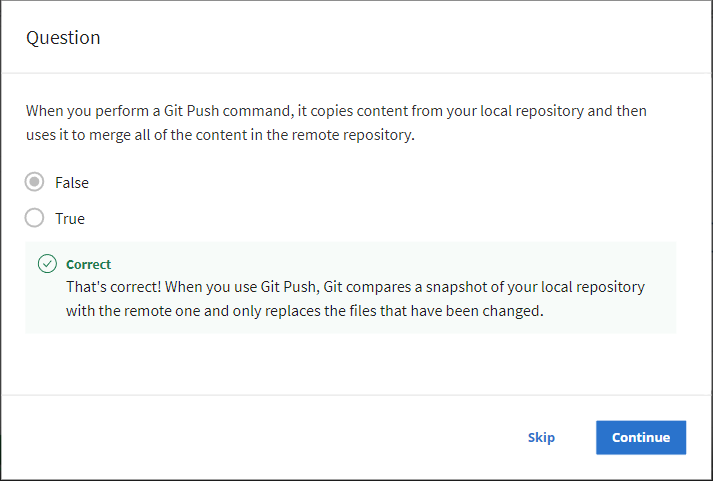 Question
When you perform a Git Push command, it copies content from your local repository and then
uses it to merge all of the content in the remote repository.
False
True
Correct
That's correct! When you use Git Push, Git compares a snapshot of your local repository
with the remote one and only replaces the files that have been changed.
Skip
Continue